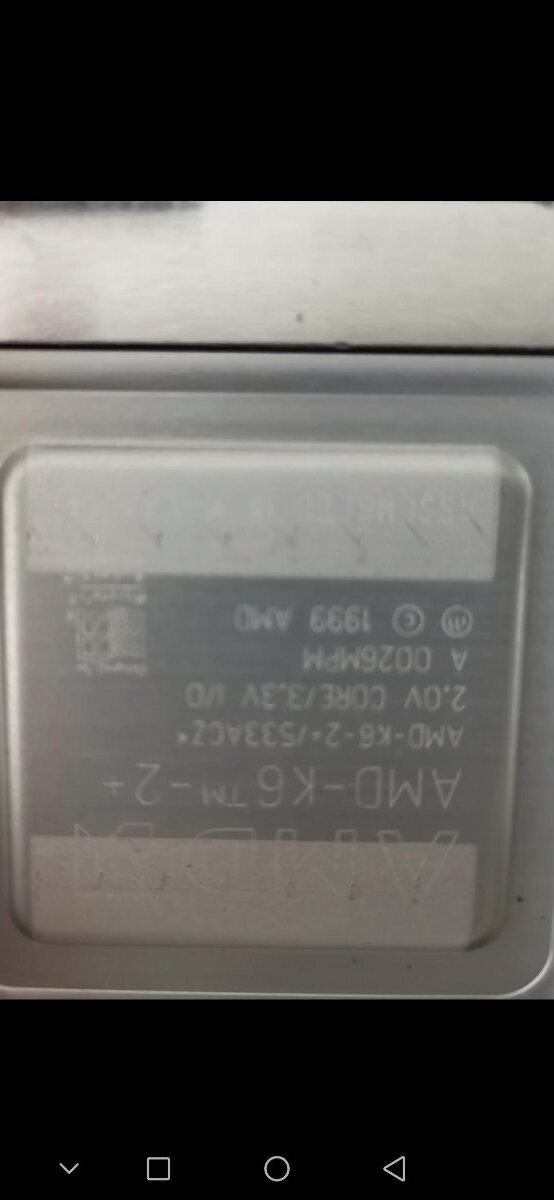 AMD
AMD-K6™-2+
AMD-K6-2+/533ACZ*
2.0V CORE/3.3V I/O
A 0026MPM
ⓜ © 1999 AMD